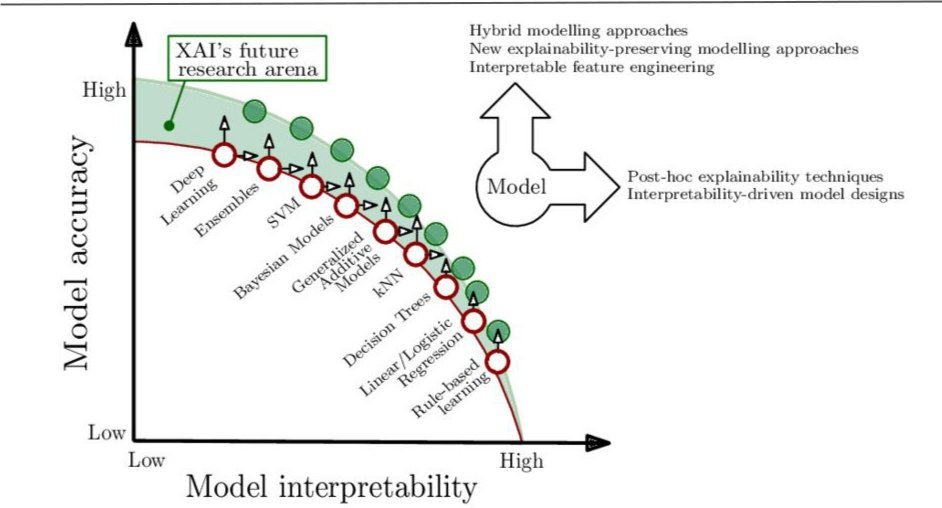 Hybrid modelling approaches
New explainability-preserving modelling approaches
Interpretable feature engineering
XAI's future
research arena
High
Model accuracy
Low
Deep
Learning
Ensembles
SVM
Bayesian Models
Generalized
Additive
Models
kNN
Decision Trees
Linear/Logistic
Regression
Rule-based
learning
Model
Post-hoc explainability techniques
Interpretability-driven model designs
Low
High
Model interpretability